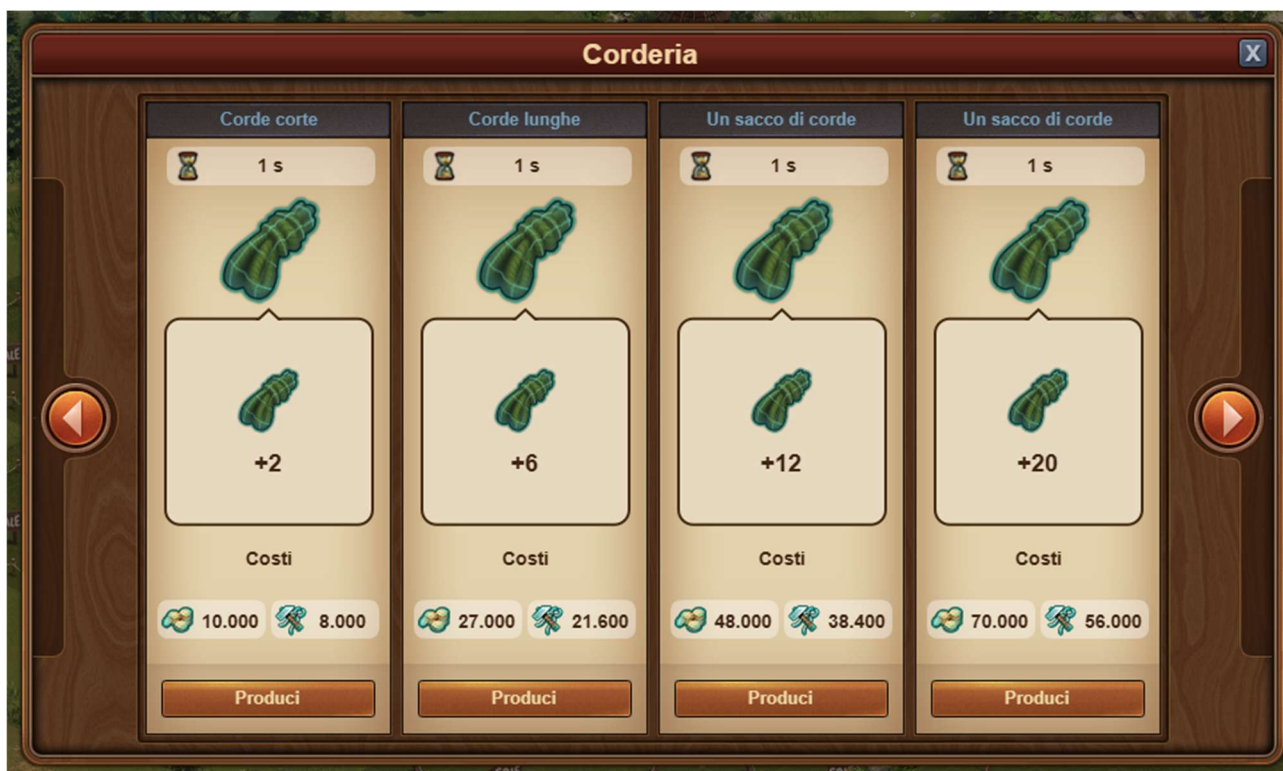 Corderia
X
Corde corte
1 s
+2
Costi
10.000 8.000
Produci
Corde lunghe
1 s
+6
Costi
27.000 21.600
Produci
Un sacco di corde
1 s
+12
Costi
48.000 38.400
Produci
Un sacco di corde
1 s
+20
Costi
70.000 56.000
Produci